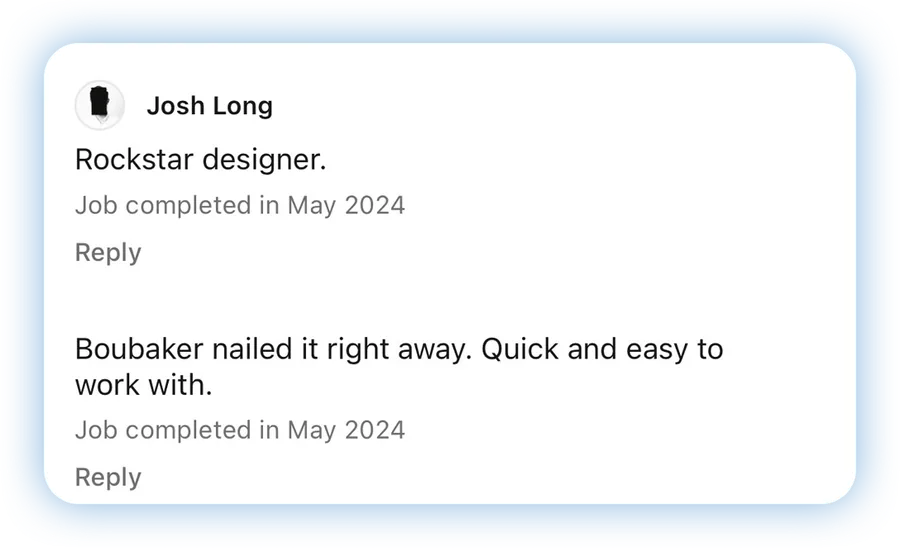 Josh Long
Rockstar designer.
Job completed in May 2024
Reply
Boubaker nailed it right away. Quick and easy to
work with.
Job completed in May 2024
Reply